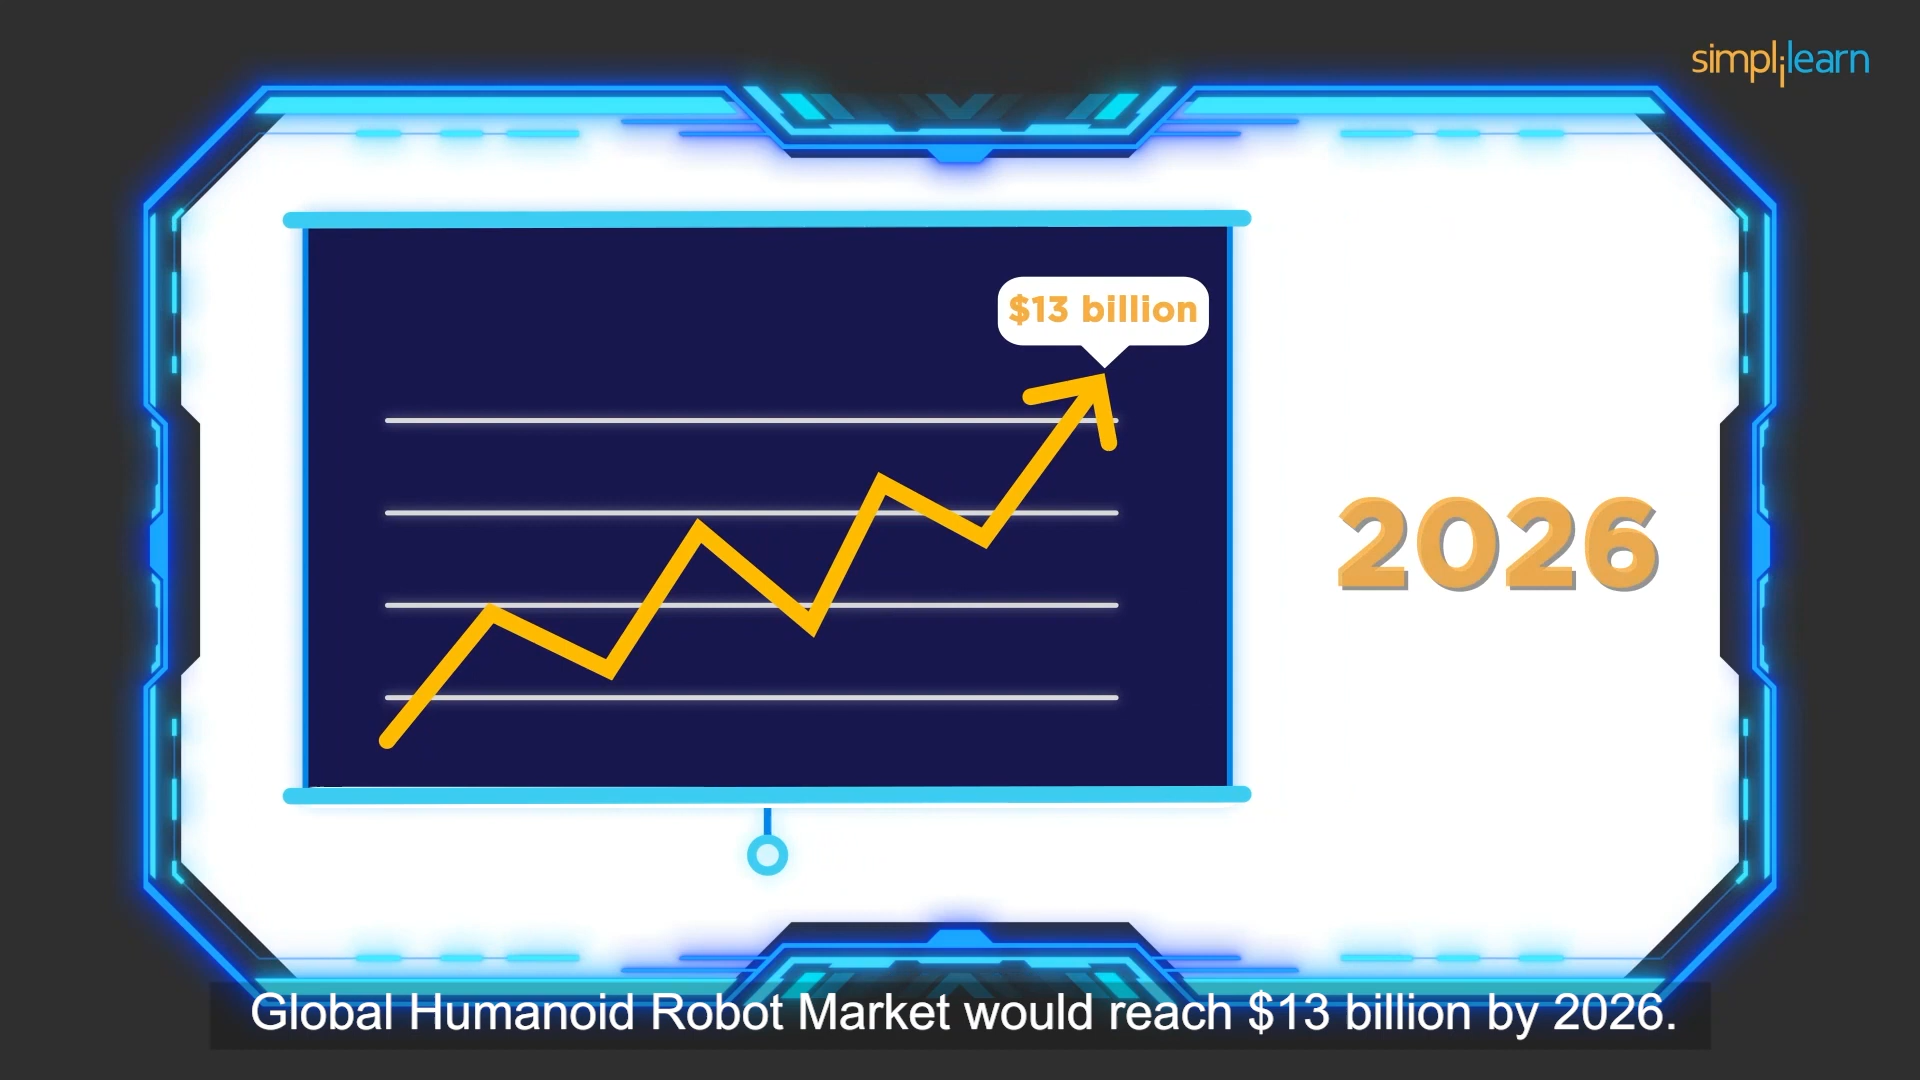 simplilearn
$13 billion
2026
Global Humanoid Robot Market would reach $13 billion by 2026.